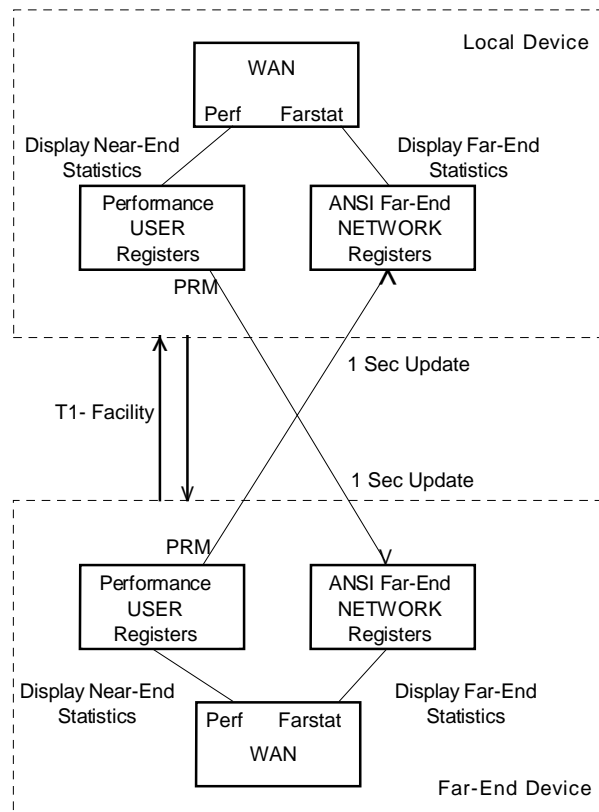 Local Device
WAN
Perf Farstat
Display Near-End
Statistics
Display Far-End
Statistics
Performance
USER
Registers
ANSI Far-End
NETWORK
Registers
PRM
1 Sec Update
T1- Facility
1 Sec Update
PRM
Performance
USER
Registers
ANSI Far-End
NETWORK
Registers
Display Near-End
Statistics
Display Far-End
Statistics
Perf Farstat
WAN
Far-End Device